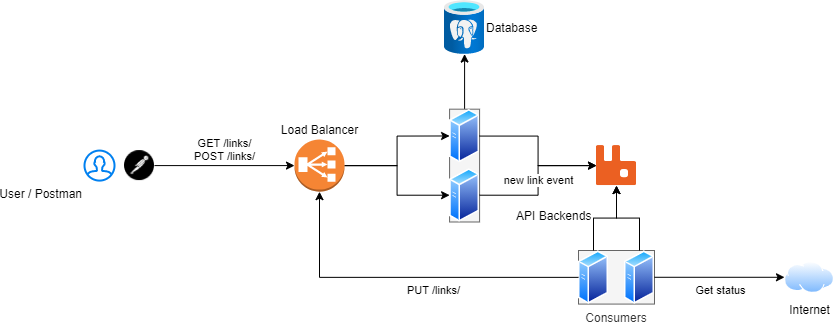 Database
Load Balancer
GET /links/
POST /links/
User / Postman
new link event
API Backends
PUT /links/
Get status
Internet
Consumers